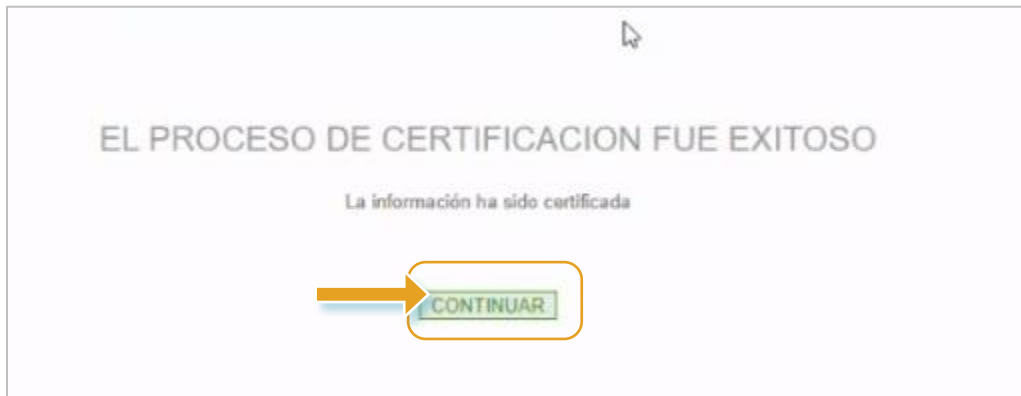 EL PROCESO DE CERTIFICACION FUE EXITOSO
La información ha sido certificada
CONTINUAR